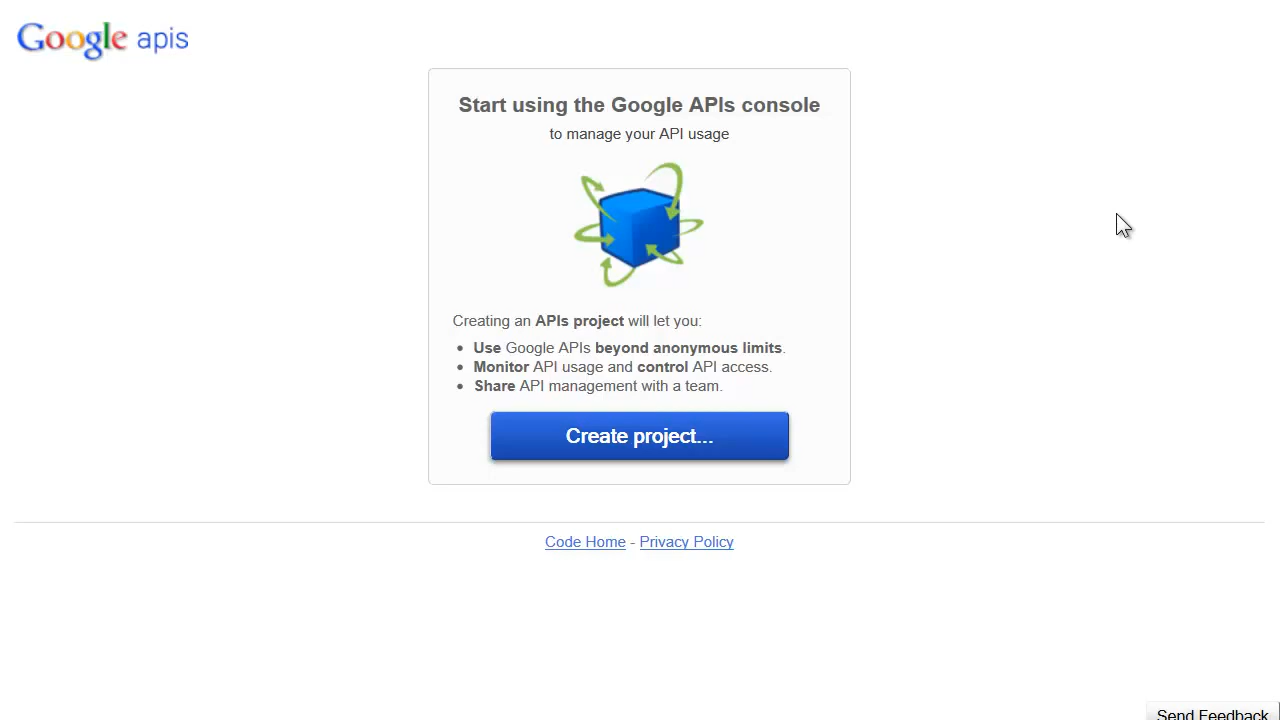 Google apis
Start using the Google APIs console
to manage your API usage
Creating an APIs project will let you:
Use Google APIs beyond anonymous limits.
Monitor API usage and control API access.
Share API management with a team.
Create project...
Code Home - Privacy Policy
Send Feedback